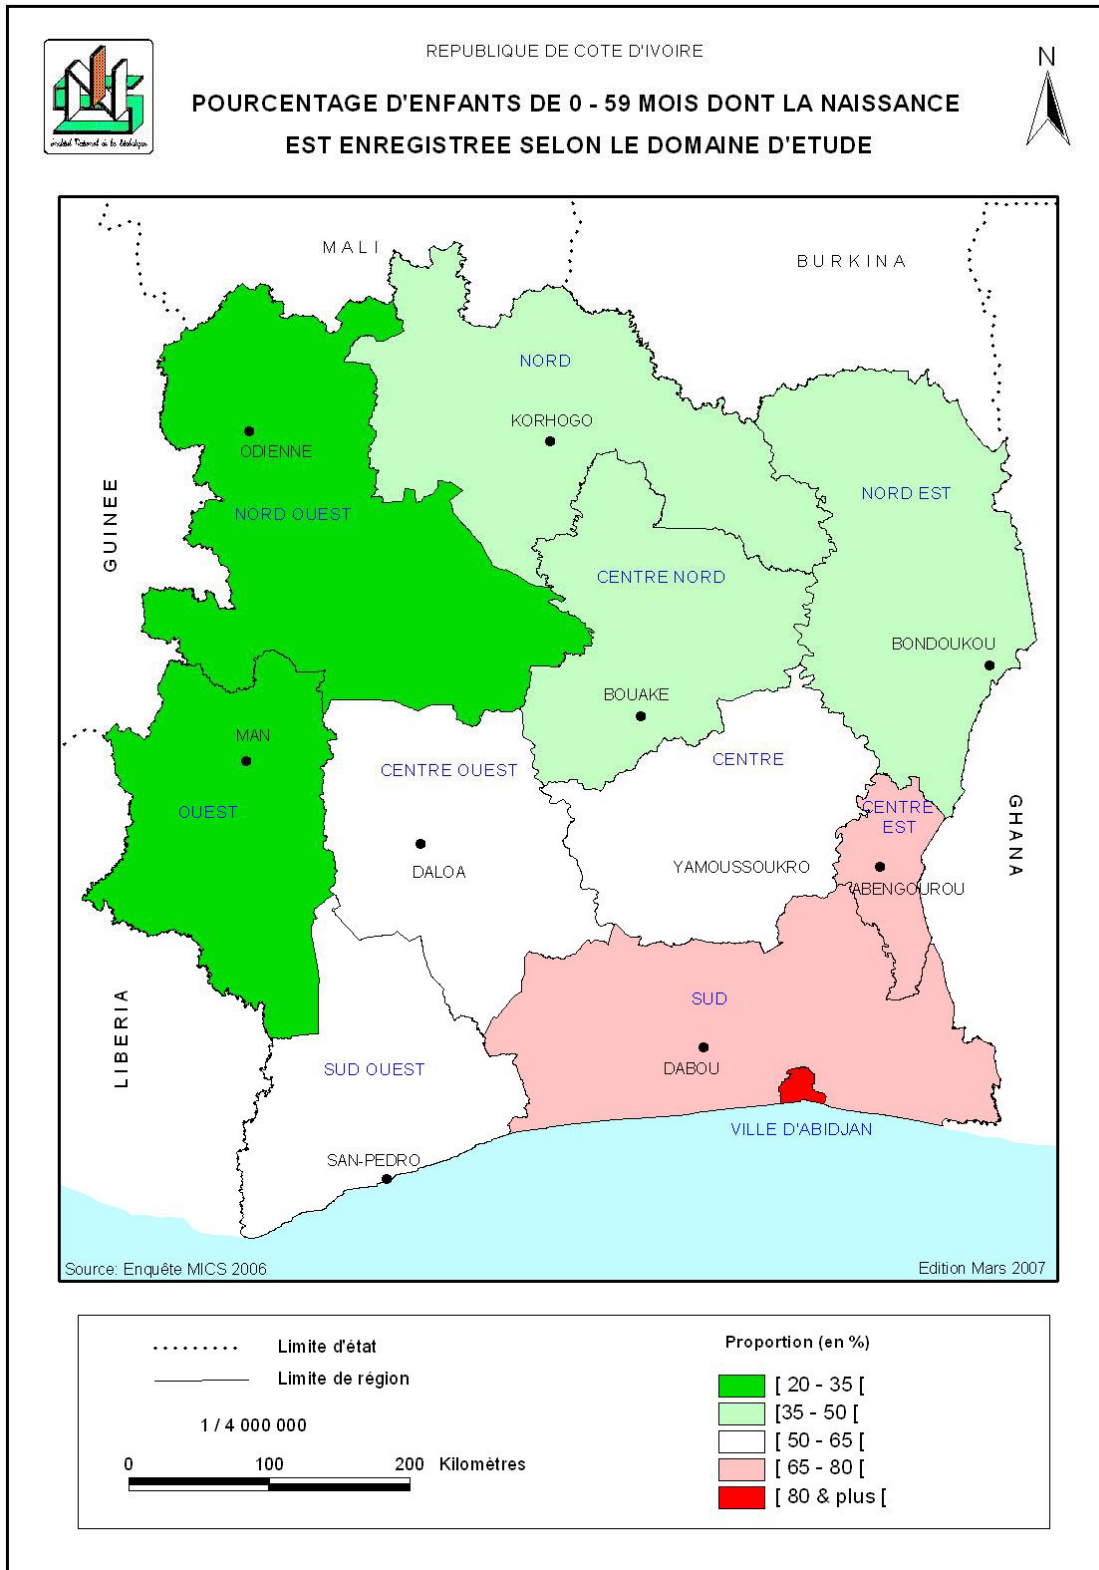 REPUBLIQUE DE COTE D'IVOIRE
N
POURCENTAGE D'ENFANTS DE 0 - 59 MOIS DONT LA NAISSANCE
EST ENREGISTREE SELON LE DOMAINE D'ETUDE
MALI
BURKINA
NORD
KORHOGO
ODIENNE
NORD EST
GUINEE
NORD OUEST
CENTRE NORD
BONDOUKOU
BOUAKE
MAN
CENTRE OUEST
CENTRE
OUEST
CENTRE
EST
GHANA
DALOA
YAMOUSSOUKRO
ABENGOUROU
LIBERIA
SUD
SUD OUEST
DABOU
VILLE D'ABIDJAN
SAN-PEDRO
Source: Enquête MICS 2006
Edition Mars 2007
Limite d'état
Limite de région
1 / 4 000 000
0 100 200 Kilomètres
Proportion (en %)
[ 20 - 35 [
[35 - 50 [
[ 50 - 65 [
[ 65 - 80 [
[ 80 & plus [